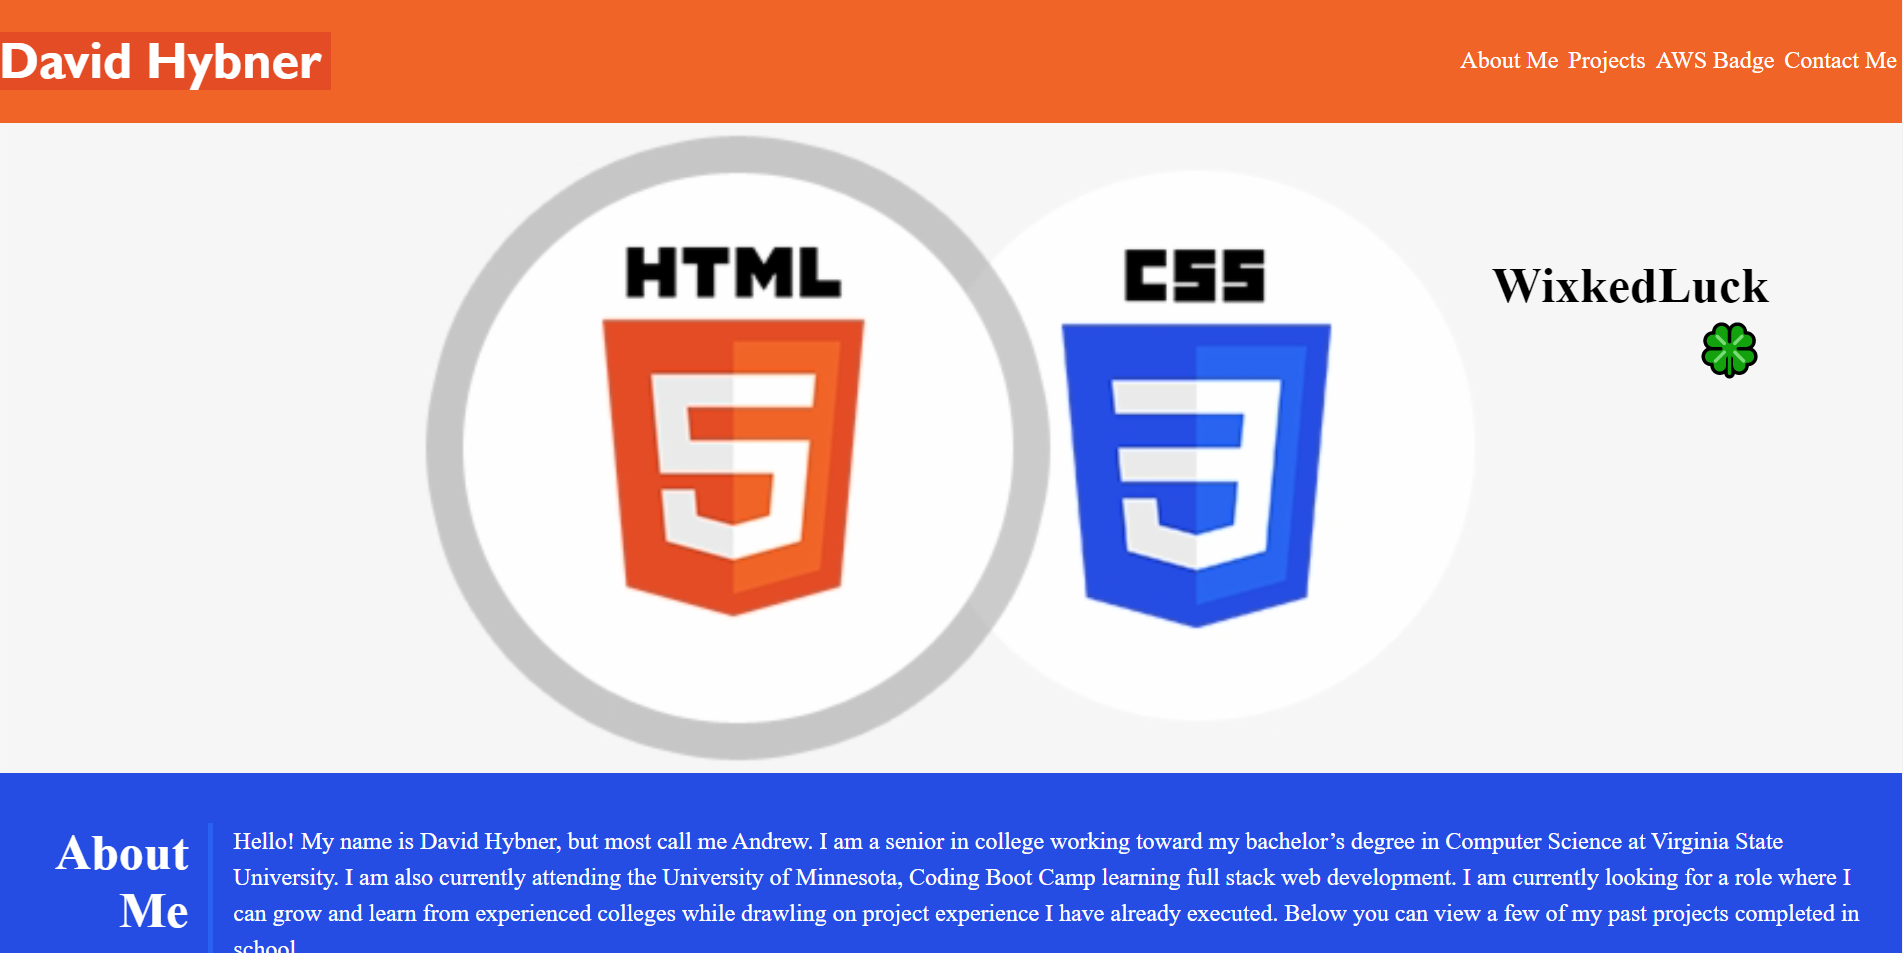 David Hybner
About Me Projects AWS Badge Contact Me
HTML
CSS
WixkedLuck
About
Me
Hello! My name is David Hybner, but most call me Andrew. I am a senior in college working toward my bachelor’s degree in Computer Science at Virginia State
University. I am also currently attending the University of Minnesota, Coding Boot Camp learning full stack web development. I am currently looking for a role where I
can grow and learn from experienced colleges while drawling on project experience I have already executed. Below you can view a few of my past projects completed in
school.